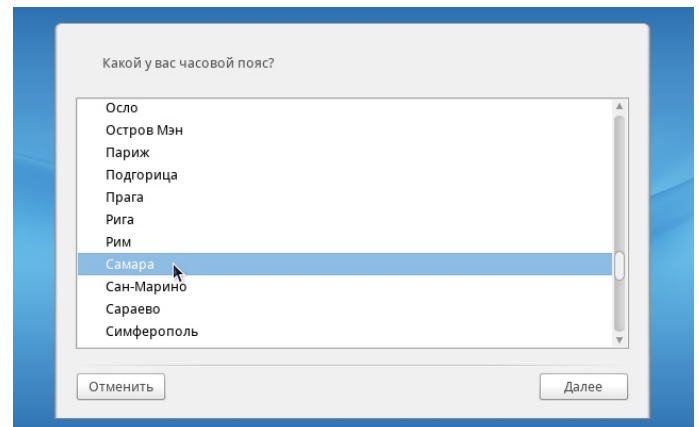 Какой у вас часовой пояс?
Осло
Остров Мэн
Париж
Подгорица
Прага
Рига
Рим
Самара
Сан-Марино
Сараево
Симферополь
Отменить
Далее